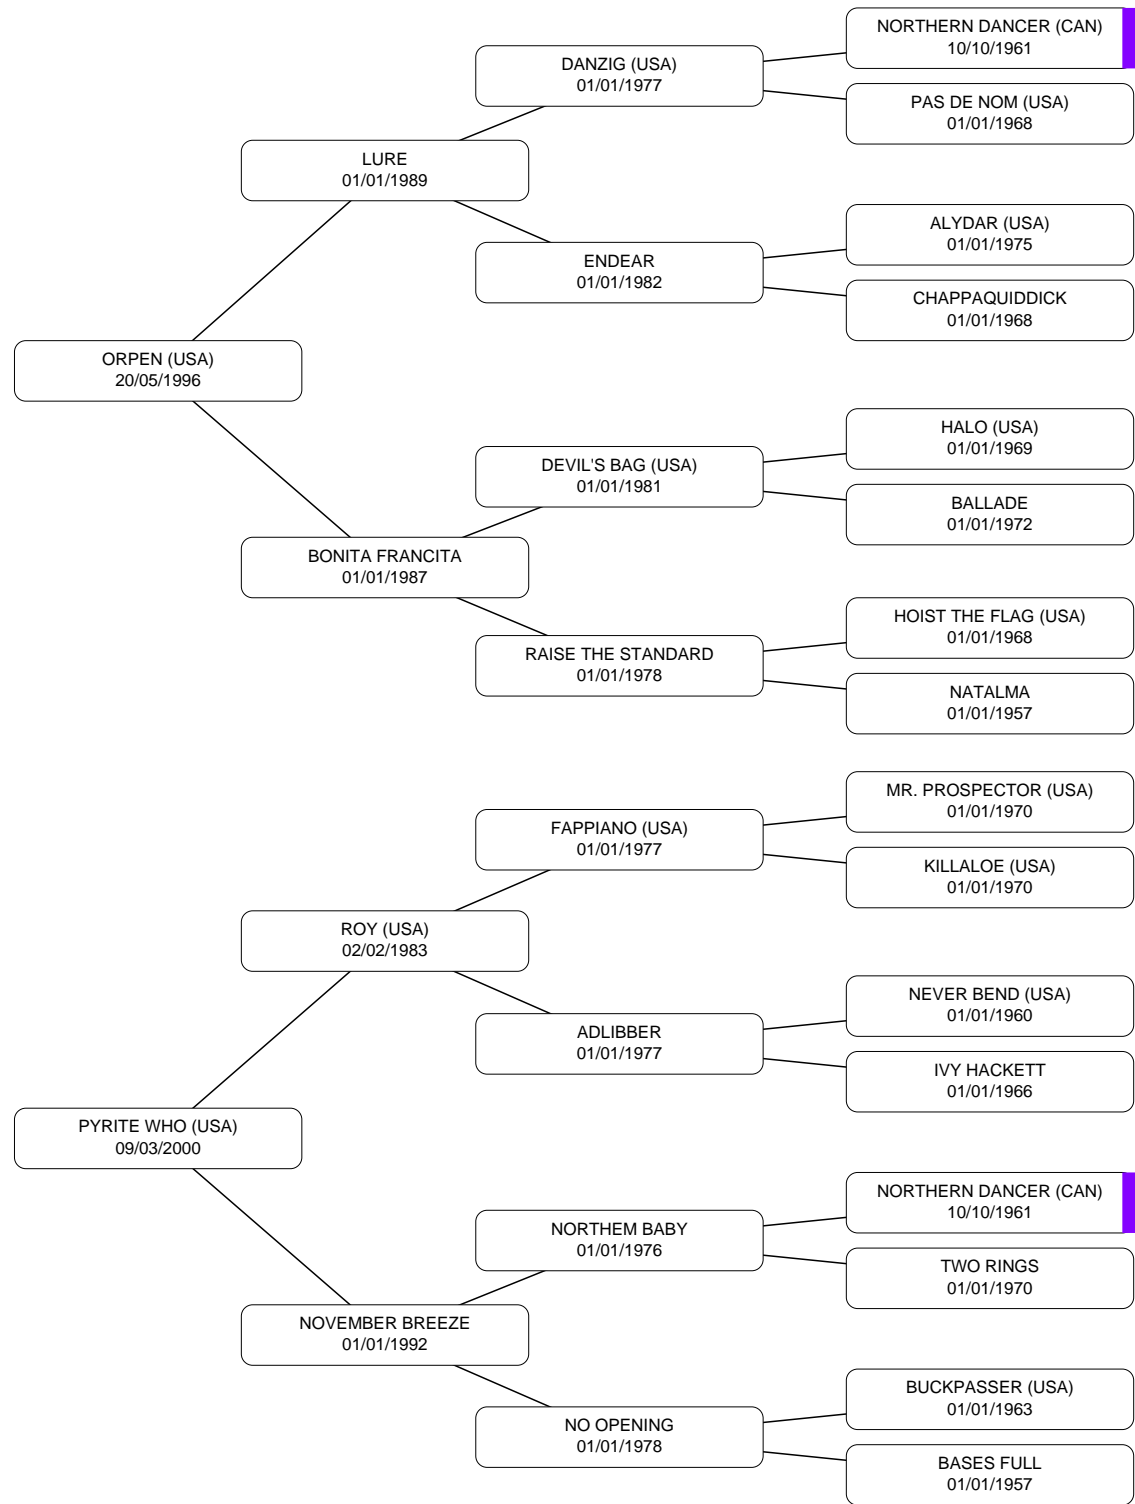 NORTHERN DANCER (CAN)
10/10/1961
DANZIG (USA)
01/01/1977
PAS DE NOM (USA)
01/01/1968
LURE
01/01/1989
ALYDAR (USA)
01/01/1975
ENDEAR
01/01/1982
CHAPPAQUIDDICK
01/01/1968
ORPEN (USA)
20/05/1996
HALO (USA)
01/01/1969
DEVIL'S BAG (USA)
01/01/1981
BALLADE
01/01/1972
BONITA FRANCITA
01/01/1987
HOIST THE FLAG (USA)
01/01/1968
RAISE THE STANDARD
01/01/1978
NATALMA
01/01/1957
MR. PROSPECTOR (USA)
01/01/1970
FAPPIANO (USA)
01/01/1977
KILLALOE (USA)
01/01/1970
ROY (USA)
02/02/1983
NEVER BEND (USA)
01/01/1960
ADLIBBER
01/01/1977
IVY HACKETT
01/01/1966
PYRITE WHO (USA)
09/03/2000
NORTHERN DANCER (CAN)
10/10/1961
NORTHEM BABY
01/01/1976
TWO RINGS
01/01/1970
NOVEMBER BREEZE
01/01/1992
BUCKPASSER (USA)
01/01/1963
NO OPENING
01/01/1978
BASES FULL
01/01/1957